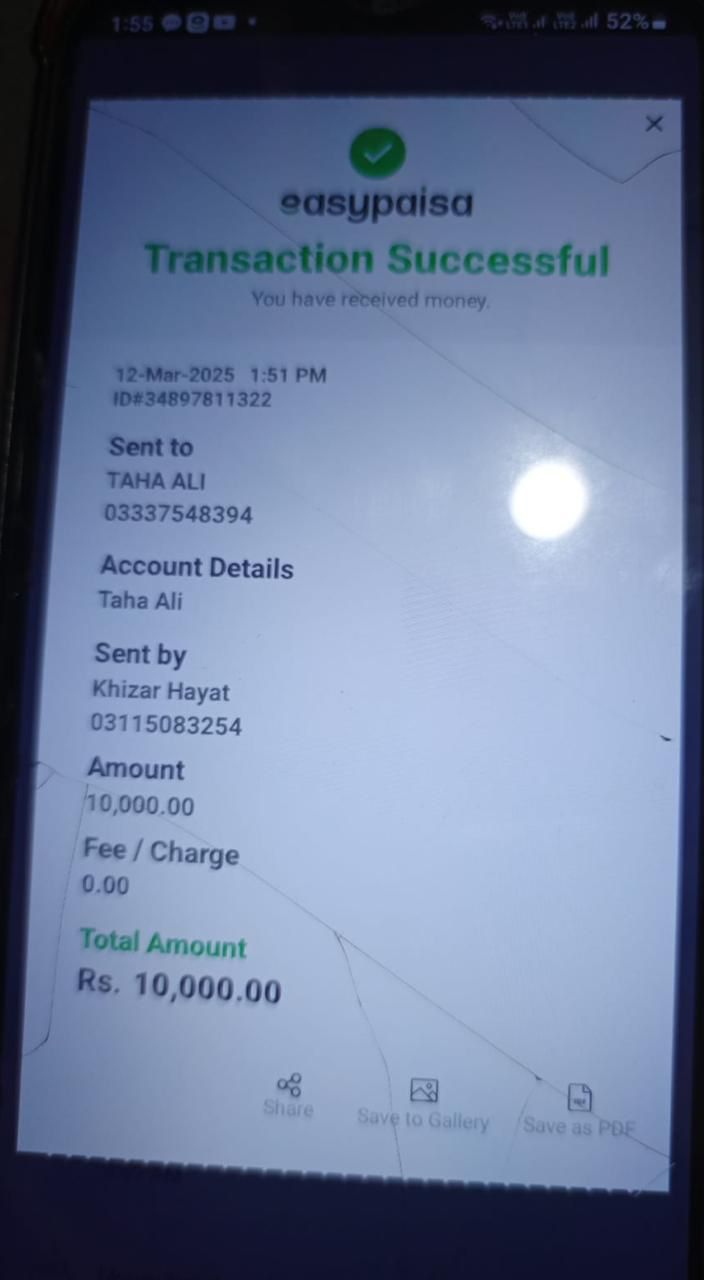 1:55
52%
easypaisa
Transaction Successful
You have received money.
12-Mar-2025 1:51 PM
ID#34897811322
Sent to
TAHA ALI
03337548394
Account Details
Taha Ali
Sent by
Khizar Hayat
03115083254
Amount
10,000.00
Fee / Charge
0.00
Total Amount
Rs. 10,000.00
Share
Save to Gallery
Save as PDF